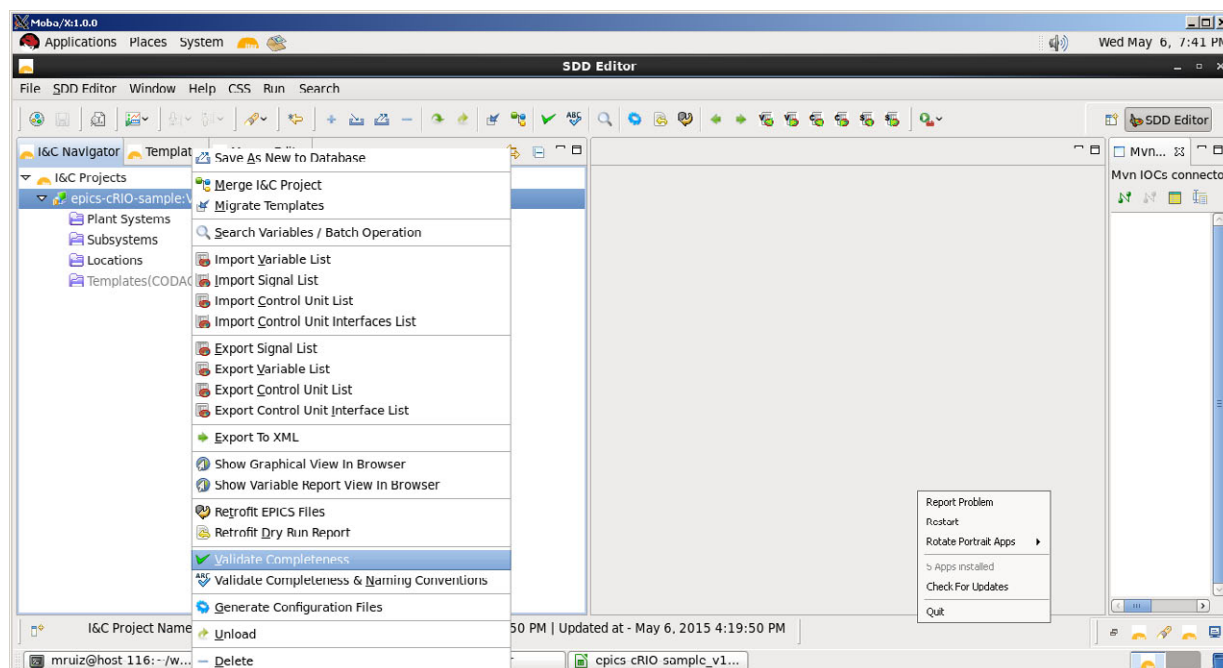 Moba/X:1.0.0
Applications Places System
Wed May 6, 7:41 PM
SDD Editor
File SDD Editor Window Help CSS Run Search
SDD Editor
I&C Navigator Templat
Mvn...
I&C Projects
Mvn IOCs connecto
epics-cRIO-sample:V
Plant Systems
Subsystems
Locations
Templates(CODAC
Save As New to Database
Merge I&C Project
Migrate Templates
Search Variables / Batch Operation
Import Variable List
Import Signal List
Import Control Unit List
Import Control Unit Interfaces List
Export Signal List
Export Variable List
Export Control Unit List
Export Control Unit Interface List
Export To XML
Show Graphical View In Browser
Show Variable Report View In Browser
Retrofit EPICS Files
Retrofit Dry Run Report
Validate Completeness
Validate Completeness & Naming Conventions
Generate Configuration Files
Unload
Delete
Report Problem
Restart
Rotate Portrait Apps
5 Apps installed
Check For Updates
Quit
I&C Project Name
50 PM | Updated at - May 6, 2015 4:19:50 PM
mruiz@host 116:~/w...
epics cRIO sample_v1...